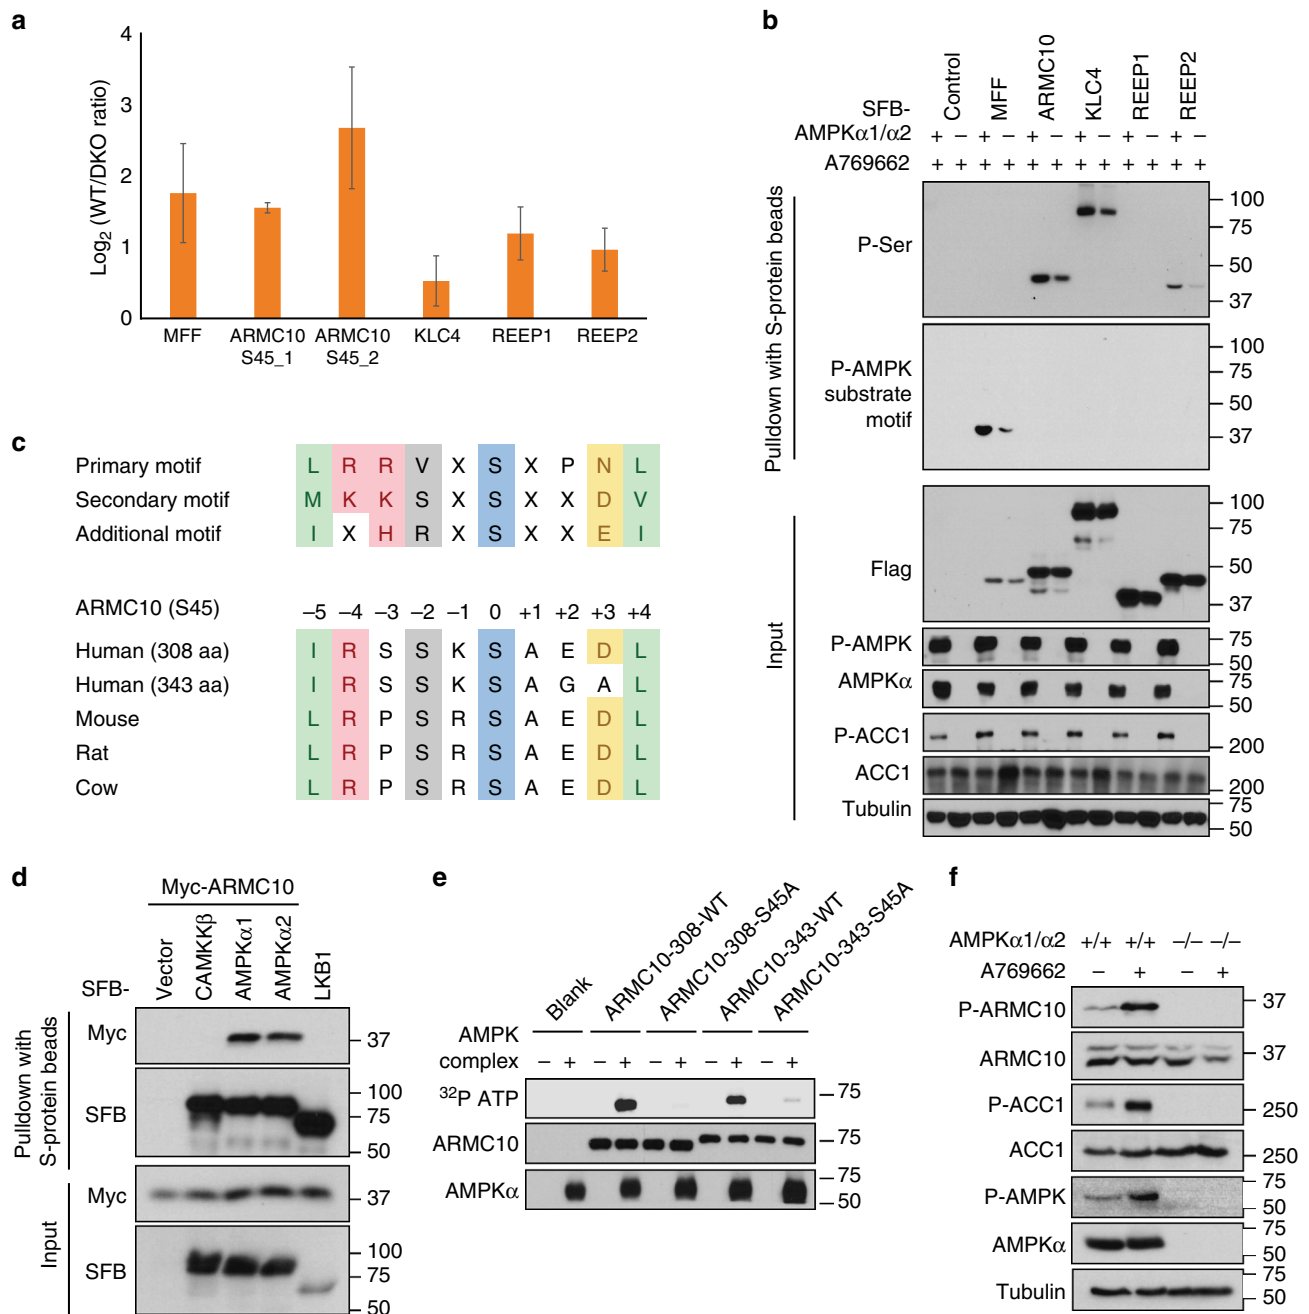 a
4
3
2
1
0
Log2 (WT/DKO ratio)
MFF
ARMC10 S45_1
ARMC10 S45_2
KLC4
REEP1
REEP2
b
SFB- Control MFF ARMC10 KLC4 REEP1 REEP2
AMPKα1/α2 + − + − + − + − + − + −
A769662 + + + + + + + + + + + +
Pulldown with S-protein beads
P-Ser
100
75
50
37
P-AMPK
substrate
motif
100
75
50
37
Input
Flag
100
75
50
37
P-AMPK
75
50
AMPKα
75
50
P-ACC1
200
ACC1
200
Tubulin
75
50
c
Primary motif L R R V X S X P N L
Secondary motif M K K S X S X X D V
Additional motif I X H R X S X X E I
ARMC10 (S45) −5 −4 −3 −2 −1 0 +1 +2 +3 +4
Human (308 aa) I R S S K S A E D L
Human (343 aa) I R S S K S A G A L
Mouse L R P S R S A E D L
Rat L R P S R S A E D L
Cow L R P S R S A E D L
d
Myc-ARMC10
SFB- Vector CAMKKβ AMPKα1 AMPKα2 LKB1
Pulldown with
S-protein beads
Myc
37
SFB
100
75
50
Input
Myc
37
SFB
100
75
50
e
Blank ARMC10-308-WT ARMC10-308-S45A ARMC10-343-WT ARMC10-343-S45A
AMPK
complex − + − + − + − + − +
32P ATP
75
ARMC10
75
AMPKα
75
50
f
AMPKα1/α2 +/+ +/+ −/− −/−
A769662 − + − +
P-ARMC10
37
ARMC10
37
P-ACC1
250
ACC1
250
P-AMPK
75
50
AMPKα
75
50
Tubulin
75
50